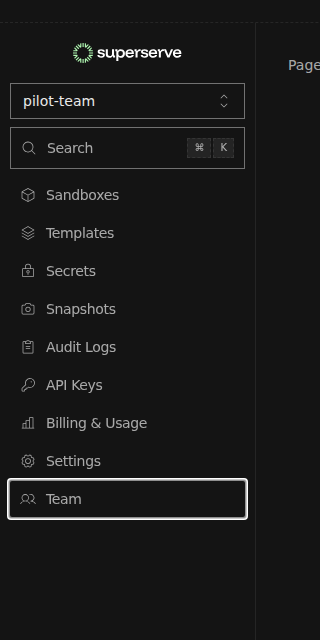 superserve
Page
pilot-team
Search ⌘ K
Sandboxes
Templates
Secrets
Snapshots
Audit Logs
API Keys
Billing & Usage
Settings
Team